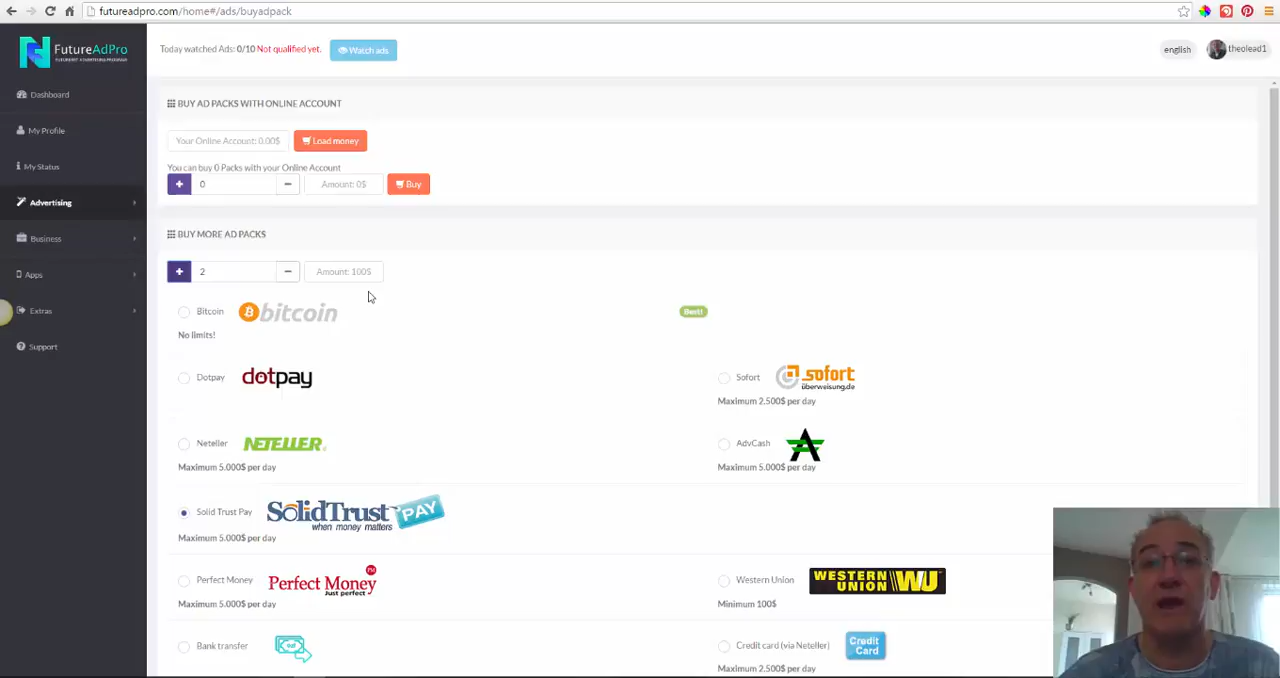 futureadpro.com/home#/ads/buyadpack
FutureAdPro
Today watched Ads: 0/10 Not qualified yet.
Watch ads
english
theolead1
Dashboard
My Profile
My Status
Advertising
Business
Apps
Extras
Support
BUY AD PACKS WITH ONLINE ACCOUNT
Your Online Account: 0.00$
Load money
You can buy 0 Packs with your Online Account
0
Amount: 0$
Buy
BUY MORE AD PACKS
2
Amount: 100$
Bitcoin
bitcoin
Best!
No limits!
Dotpay
dotpay
Sofort
sofort
überweisung.de
Maximum 2.500$ per day
Neteller
NETELLER
Maximum 5.000$ per day
AdvCash
Maximum 5.000$ per day
Solid Trust Pay
SolidTrust PAY
when money matters
Maximum 5.000$ per day
Perfect Money
Perfect Money PM
Just perfect
Maximum 5.000$ per day
Western Union
WESTERN UNION WU
Minimum 100$
Bank transfer
Credit card (via Neteller)
Credit Card
Maximum 2.500$ per day